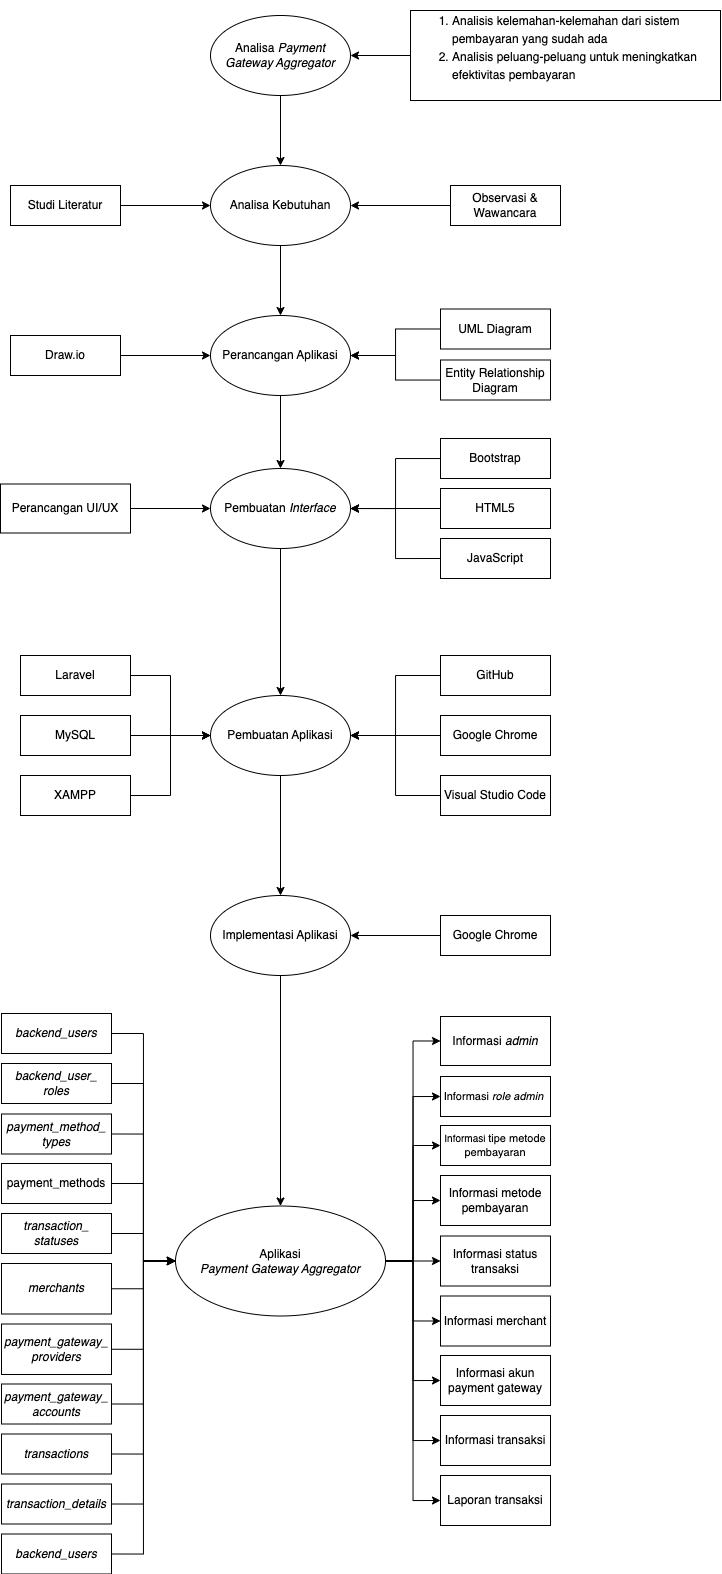 Analisa Payment
Gateway Aggregator
1. Analisis kelemahan-kelemahan dari sistem
pembayaran yang sudah ada
2. Analisis peluang-peluang untuk meningkatkan
efektivitas pembayaran
Studi Literatur
Analisa Kebutuhan
Observasi &
Wawancara
Draw.io
Perancangan Aplikasi
UML Diagram
Entity Relationship
Diagram
Perancangan UI/UX
Pembuatan Interface
Bootstrap
HTML5
JavaScript
Laravel
MySQL
XAMPP
Pembuatan Aplikasi
GitHub
Google Chrome
Visual Studio Code
Implementasi Aplikasi
Google Chrome
backend_users
backend_user_
roles
payment_method_
types
payment_methods
transaction_
statuses
merchants
payment_gateway_
providers
payment_gateway_
accounts
transactions
transaction_details
backend_users
Aplikasi
Payment Gateway Aggregator
Informasi admin
Informasi role admin
Informasi tipe metode
pembayaran
Informasi metode
pembayaran
Informasi status
transaksi
Informasi merchant
Informasi akun
payment gateway
Informasi transaksi
Laporan transaksi